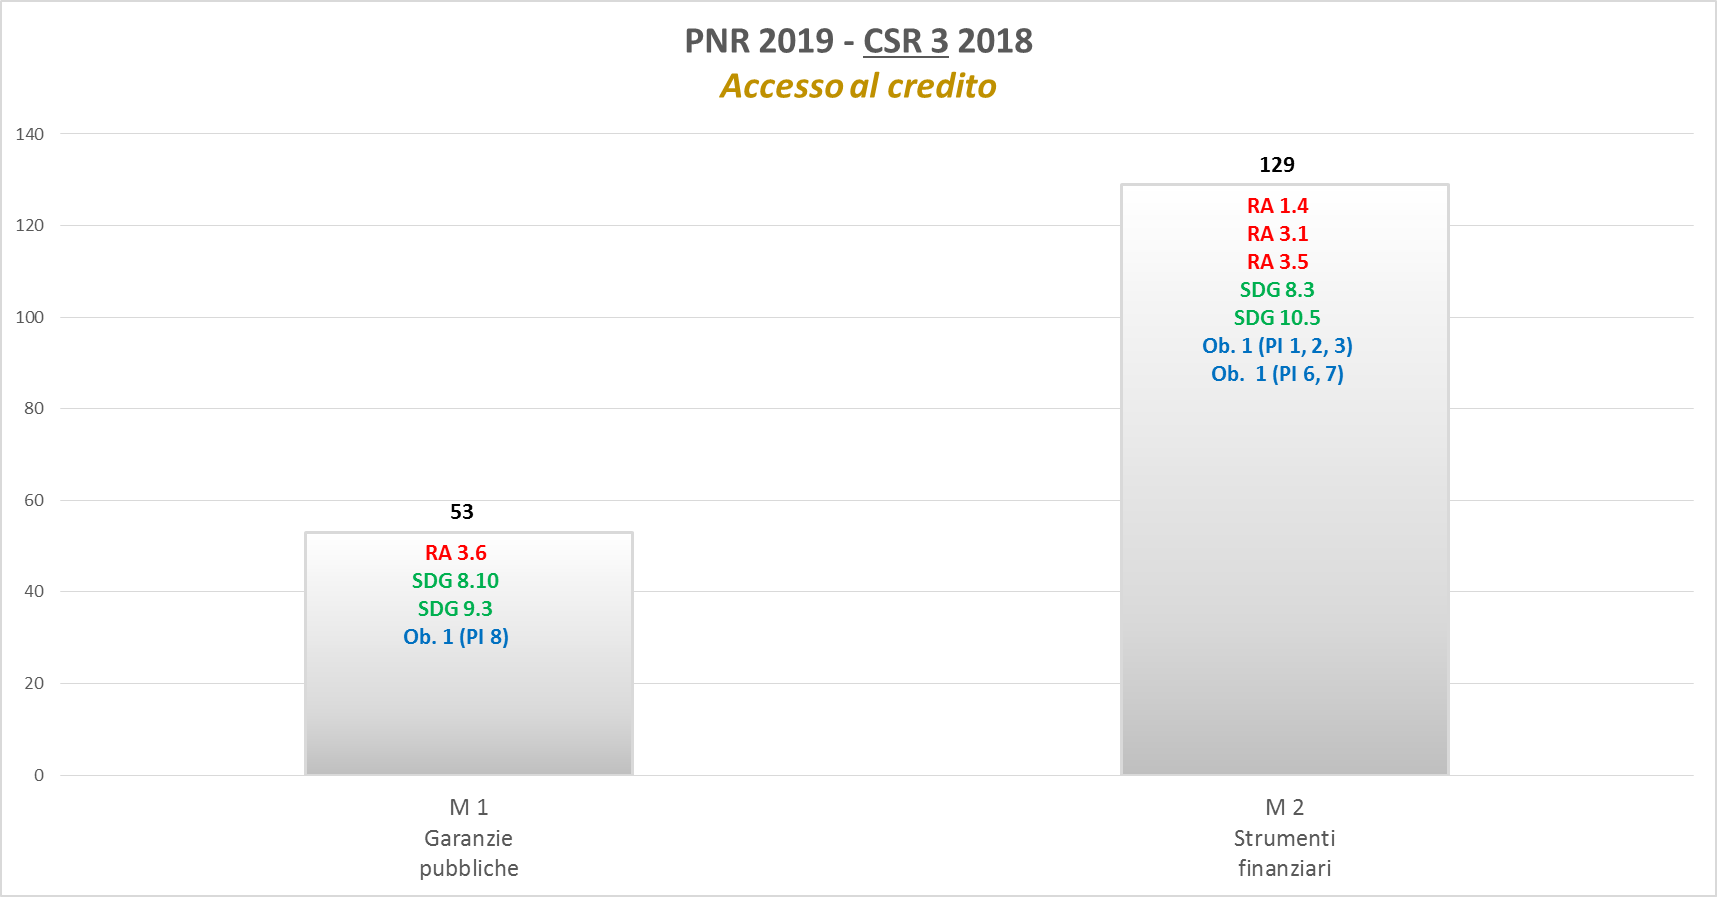 PNR 2019 - CSR 3 2018
Accesso al credito
140
120
100
80
60
40
20
0
53
RA 3.6
SDG 8.10
SDG 9.3
Ob. 1 (PI 8)
129
RA 1.4
RA 3.1
RA 3.5
SDG 8.3
SDG 10.5
Ob. 1 (PI 1, 2, 3)
Ob.  1 (PI 6, 7)
M 1
Garanzie
pubbliche
M 2
Strumenti
finanziari